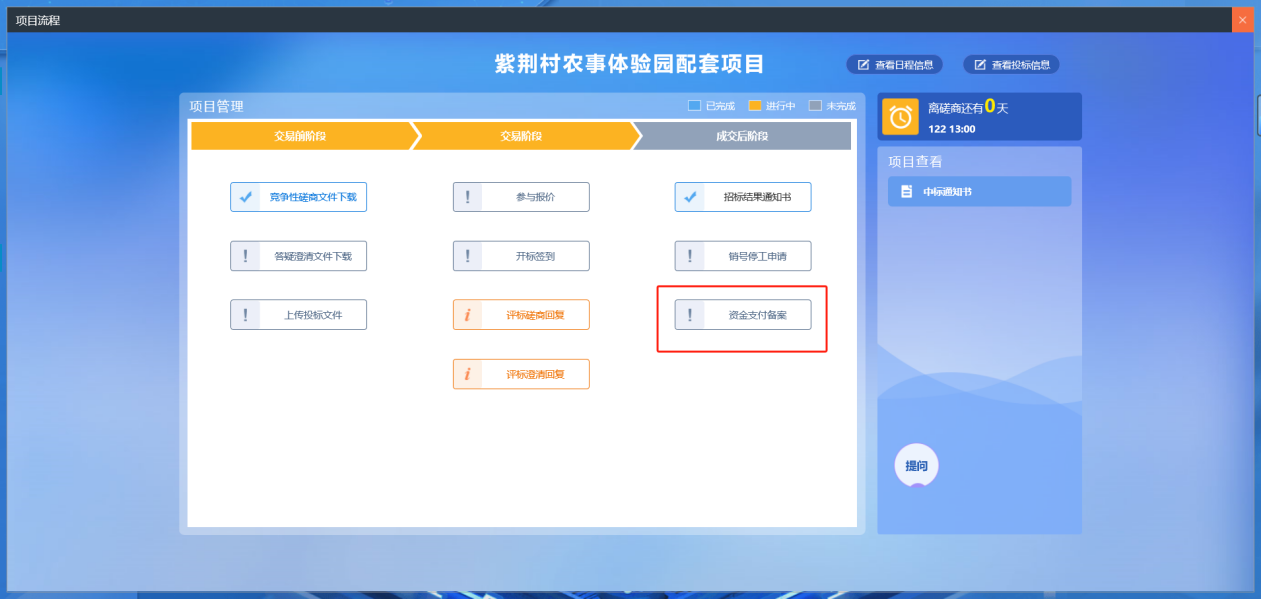 项目流程
紫荆村农事体验园配套项目
查看日程信息
查看投标信息
项目管理
已完成
进行中
未完成
交易前阶段
交易阶段
成交后阶段
竞争性磋商文件下载
参与报价
招标结果通知书
答疑澄清文件下载
开标签到
销号停工申请
上传投标文件
评标磋商回复
资金支付备案
评标澄清回复
离磋商还有0天
122 13:00
项目查看
中标通知书
提问